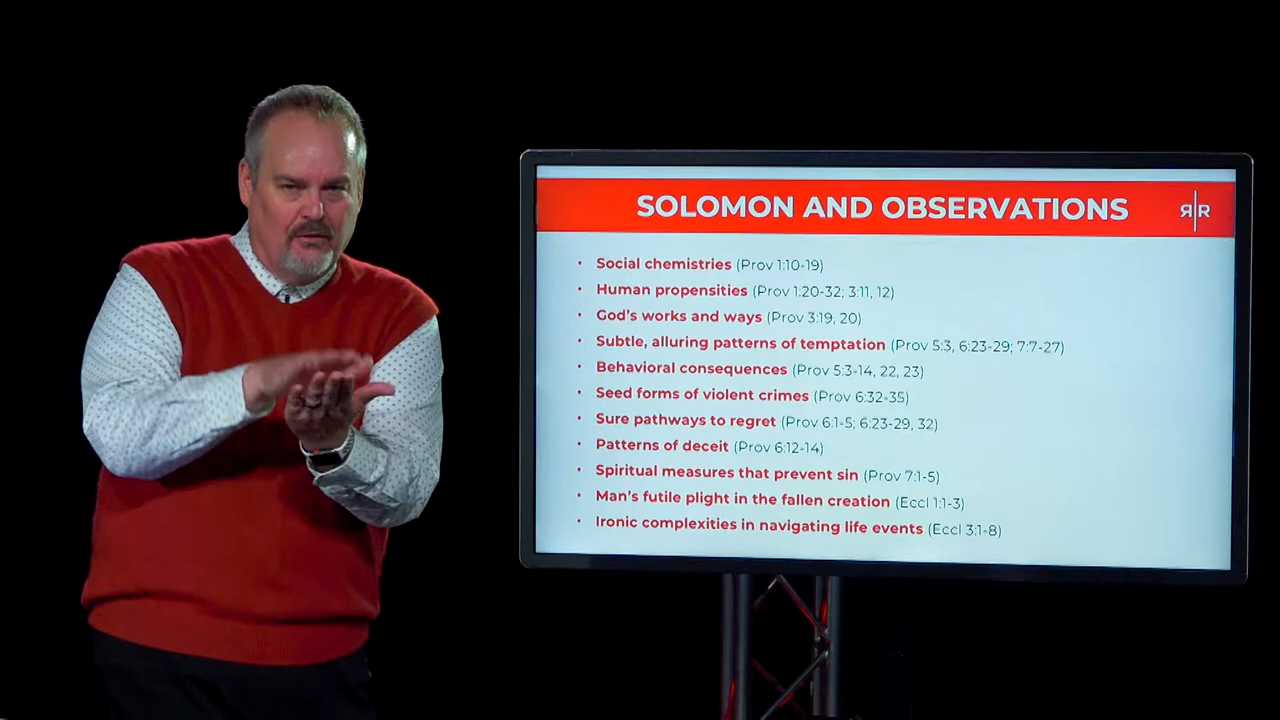 SOLOMON AND OBSERVATIONS
ЯR
• Social chemistries (Prov 1:10-19)
• Human propensities (Prov 1:20-32; 3:11, 12)
• God's works and ways (Prov 3:19, 20)
• Subtle, alluring patterns of temptation (Prov 5:3, 6:23-29; 7:7-27)
• Behavioral consequences (Prov 5:3-14, 22, 23)
• Seed forms of violent crimes (Prov 6:32-35)
• Sure pathways to regret (Prov 6:1-5; 6:23-29, 32)
• Patterns of deceit (Prov 6:12-14)
• Spiritual measures that prevent sin (Prov 7:1-5)
• Man's futile plight in the fallen creation (Eccl 1:1-3)
• Ironic complexities in navigating life events (Eccl 3:1-8)